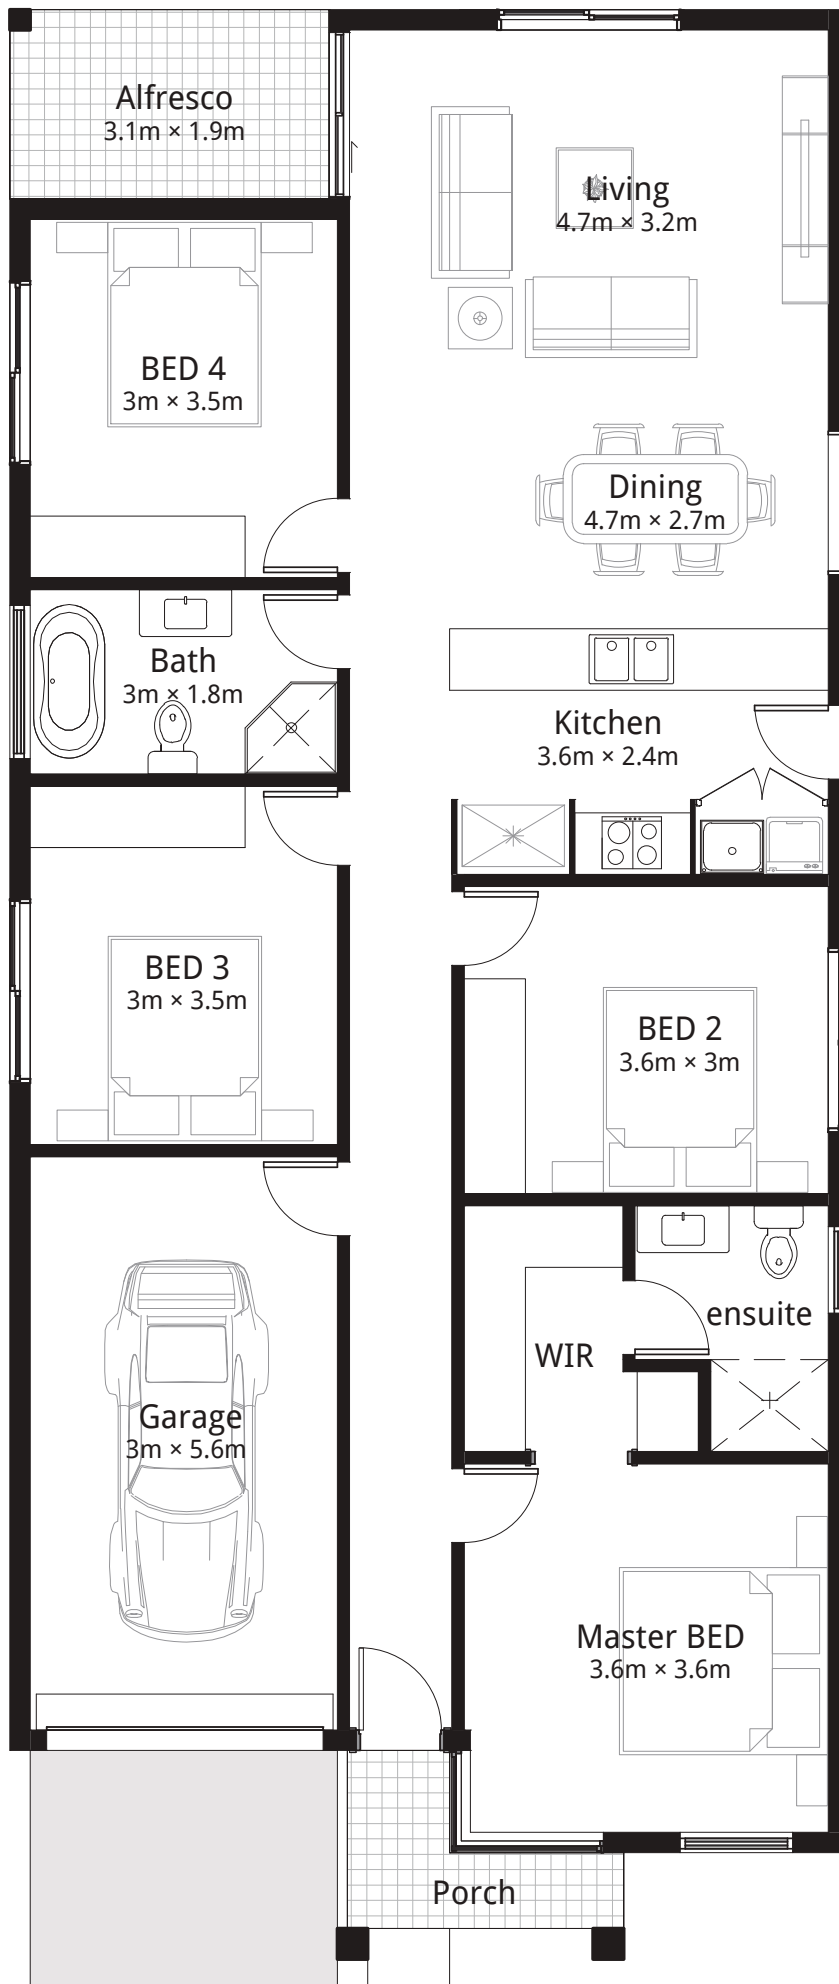 Alfresco
3.1m × 1.9m
Living
4.7m × 3.2m
BED 4
3m × 3.5m
Dining
4.7m × 2.7m
Bath
3m × 1.8m
Kitchen
3.6m × 2.4m
BED 3
3m × 3.5m
BED 2
3.6m × 3m
ensuite
WIR
Garage
3m × 5.6m
Master BED
3.6m × 3.6m
Porch